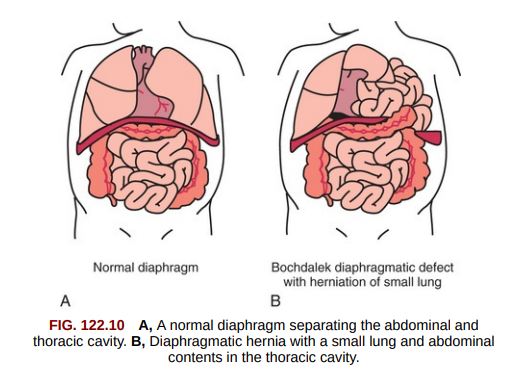 Normal diaphragm
Bochdalek diaphragmatic defect
with herniation of small lung
A
B
FIG. 122.10 A, A normal diaphragm separating the abdominal and
thoracic cavity. B, Diaphragmatic hernia with a small lung and abdominal
contents in the thoracic cavity.